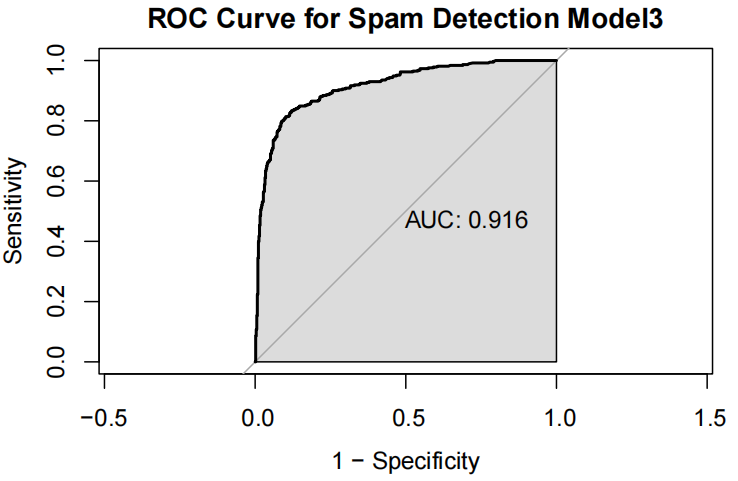 ROC Curve for Spam Detection Model3
Sensitivity
1.0
0.8
0.6
0.4
0.2
0.0
AUC: 0.916
−0.5 0.0 0.5 1.0 1.5
1 − Specificity